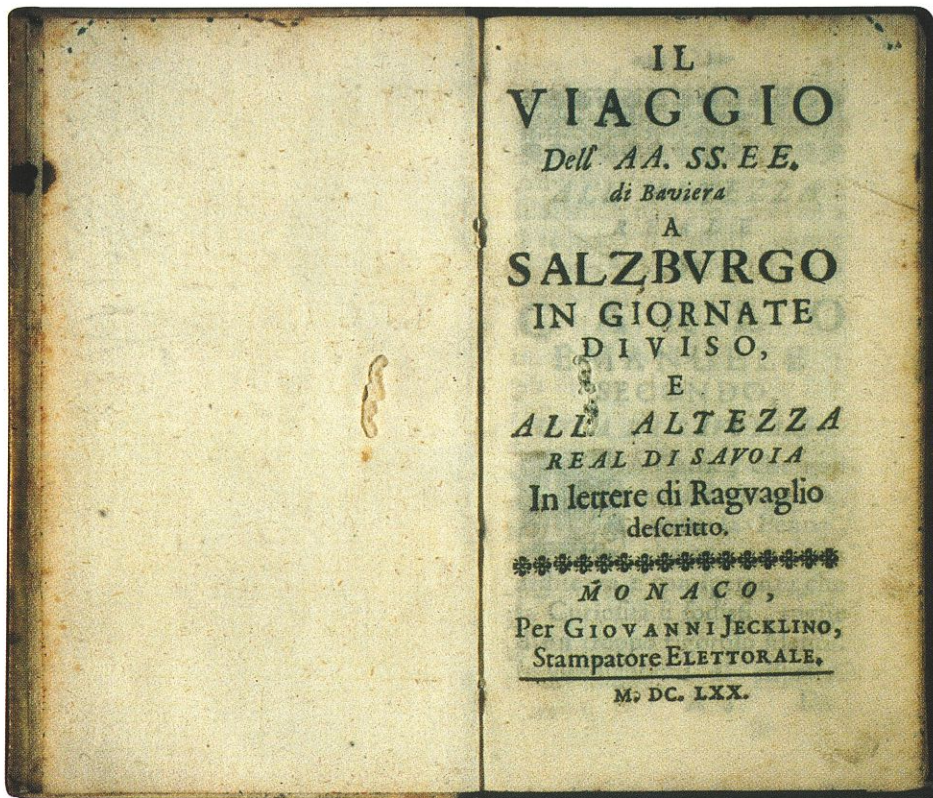 IL
VIAGGIO
Dell' AA. SS. EE.
di Baviera
A
SALZBVRGO
IN GIORNATE
DIVISO,
E
ALL' ALTEZZA
REAL DI SAVOIA
In lettere di Ragvaglio
deſcritto.
MONACO,
Per GIOVANNI JECKLINO,
Stampatore ELETTORALE.
M. DC. LXX.